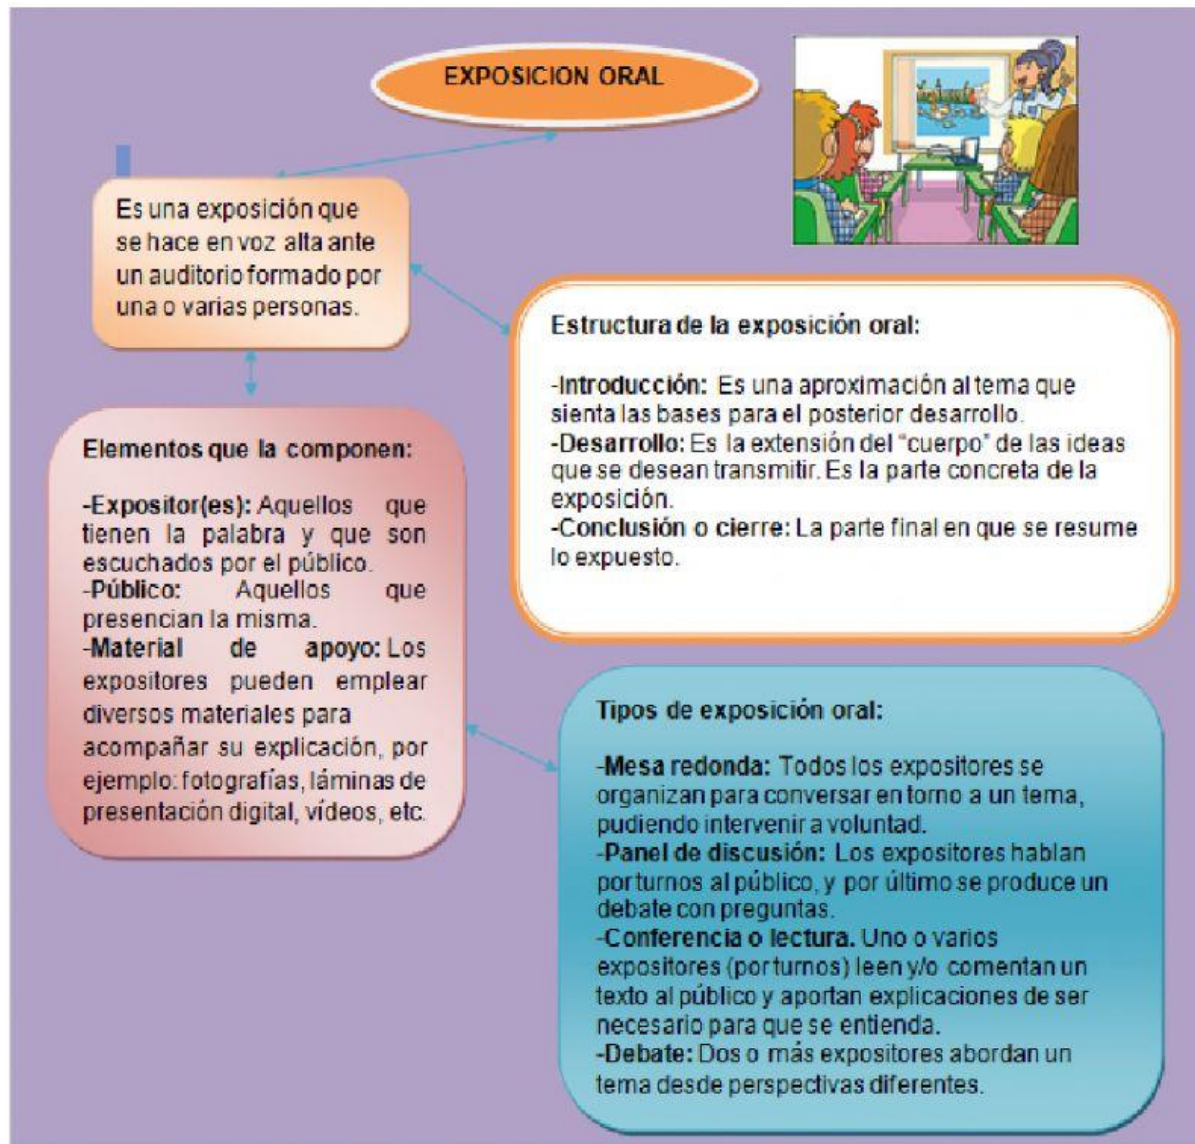 EXPOSICION ORAL
Es una exposición que
se hace en voz alta ante
un auditorio formado por
una o varias personas.
Estructura de la exposición oral:
-Introducción: Es una aproximación al tema que
sienta las bases para el posterior desarrollo.
-Desarrollo: Es la extensión del “cuerpo” de las ideas
que se desean transmitir. Es la parte concreta de la
exposición.
-Conclusión o cierre: La parte final en que se resume
lo expuesto.
Elementos que la componen:
-Expositor(es): Aquellos que
tienen la palabra y que son
escuchados por el público.
-Público: Aquellos que
presencian la misma.
-Material de apoyo: Los
expositores pueden emplear
diversos materiales para
acompañar su explicación, por
ejemplo: fotografías, láminas de
presentación digital, vídeos, etc.
Tipos de exposición oral:
-Mesa redonda: Todos los expositores se
organizan para conversar en torno a un tema,
pudiendo intervenir a voluntad.
-Panel de discusión: Los expositores hablan
por turnos al público, y por último se produce un
debate con preguntas.
-Conferencia o lectura. Uno o varios
expositores (por turnos) leen y/o comentan un
texto al público y aportan explicaciones de ser
necesario para que se entienda.
-Debate: Dos o más expositores abordan un
tema desde perspectivas diferentes.